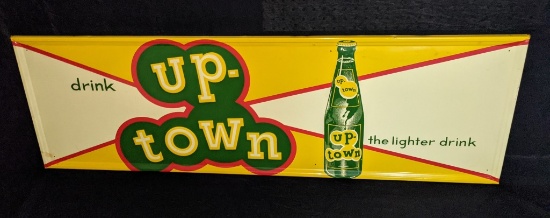 drink
up-
town
up-
town
up-
town
the lighter drink